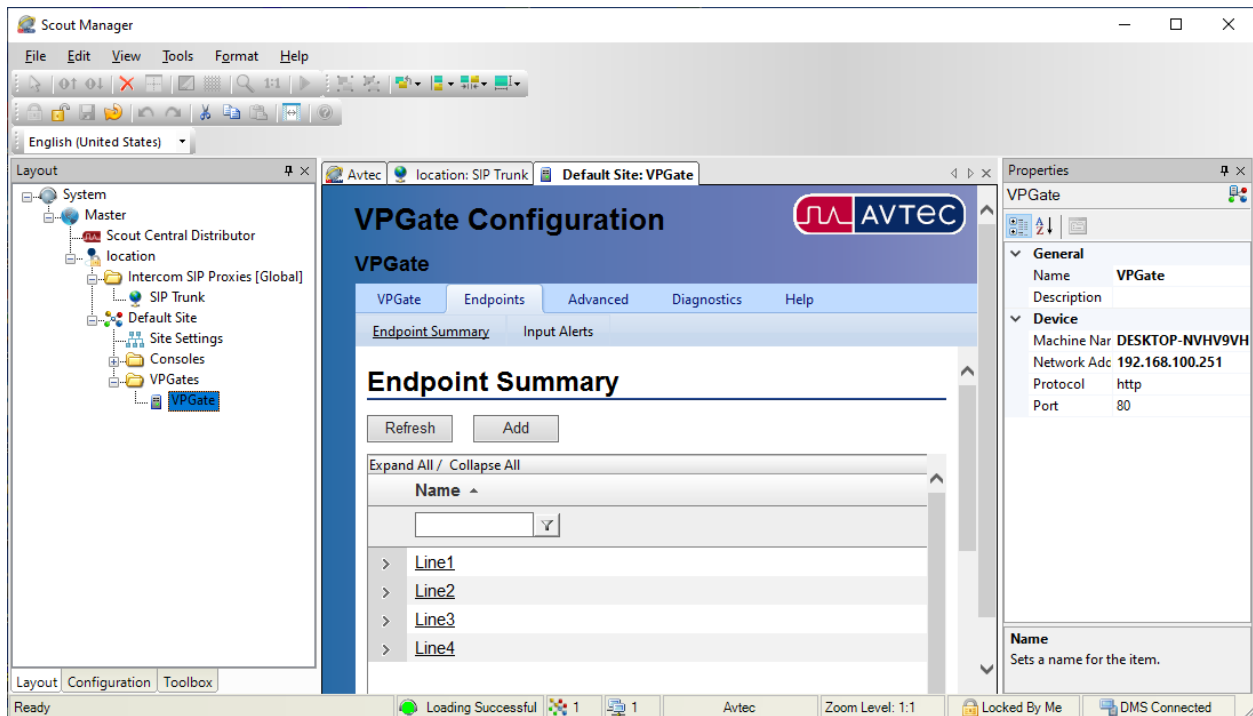 Scout Manager
File Edit View Tools Format Help
1:1
English (United States)
Layout
System
Master
Scout Central Distributor
location
Intercom SIP Proxies [Global]
SIP Trunk
Default Site
Site Settings
Consoles
VPGates
VPGate
Layout Configuration Toolbox
Avtec location: SIP Trunk Default Site: VPGate
VPGate Configuration
AVTEC
VPGate
VPGate Endpoints Advanced Diagnostics Help
Endpoint Summary Input Alerts
Endpoint Summary
Refresh Add
Expand All / Collapse All
Name
Line1
Line2
Line3
Line4
Properties
VPGate
General
Name VPGate
Description
Device
Machine Nar DESKTOP-NVHV9VH
Network Adc 192.168.100.251
Protocol http
Port 80
Name
Sets a name for the item.
Ready Loading Successful 1 1 Avtec Zoom Level: 1:1 Locked By Me DMS Connected